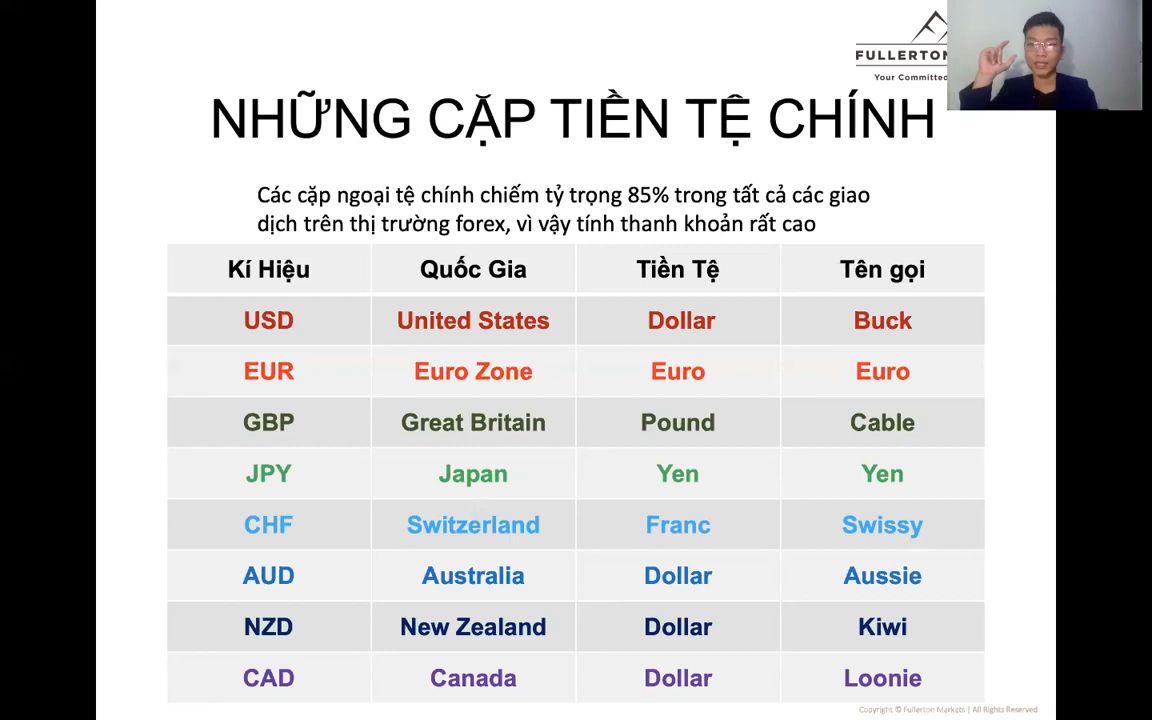 FULLERTON
Your Committed
NHỮNG CẶP TIỀN TỆ CHÍNH
Các cặp ngoại tệ chính chiếm tỷ trọng 85% trong tất cả các giao
dịch trên thị trường forex, vì vậy tính thanh khoản rất cao
Kí Hiệu Quốc Gia Tiền Tệ Tên gọi
USD United States Dollar Buck
EUR Euro Zone Euro Euro
GBP Great Britain Pound Cable
JPY Japan Yen Yen
CHF Switzerland Franc Swissy
AUD Australia Dollar Aussie
NZD New Zealand Dollar Kiwi
CAD Canada Dollar Loonie
Copyright © Fullerton Markets | All Rights Reserved